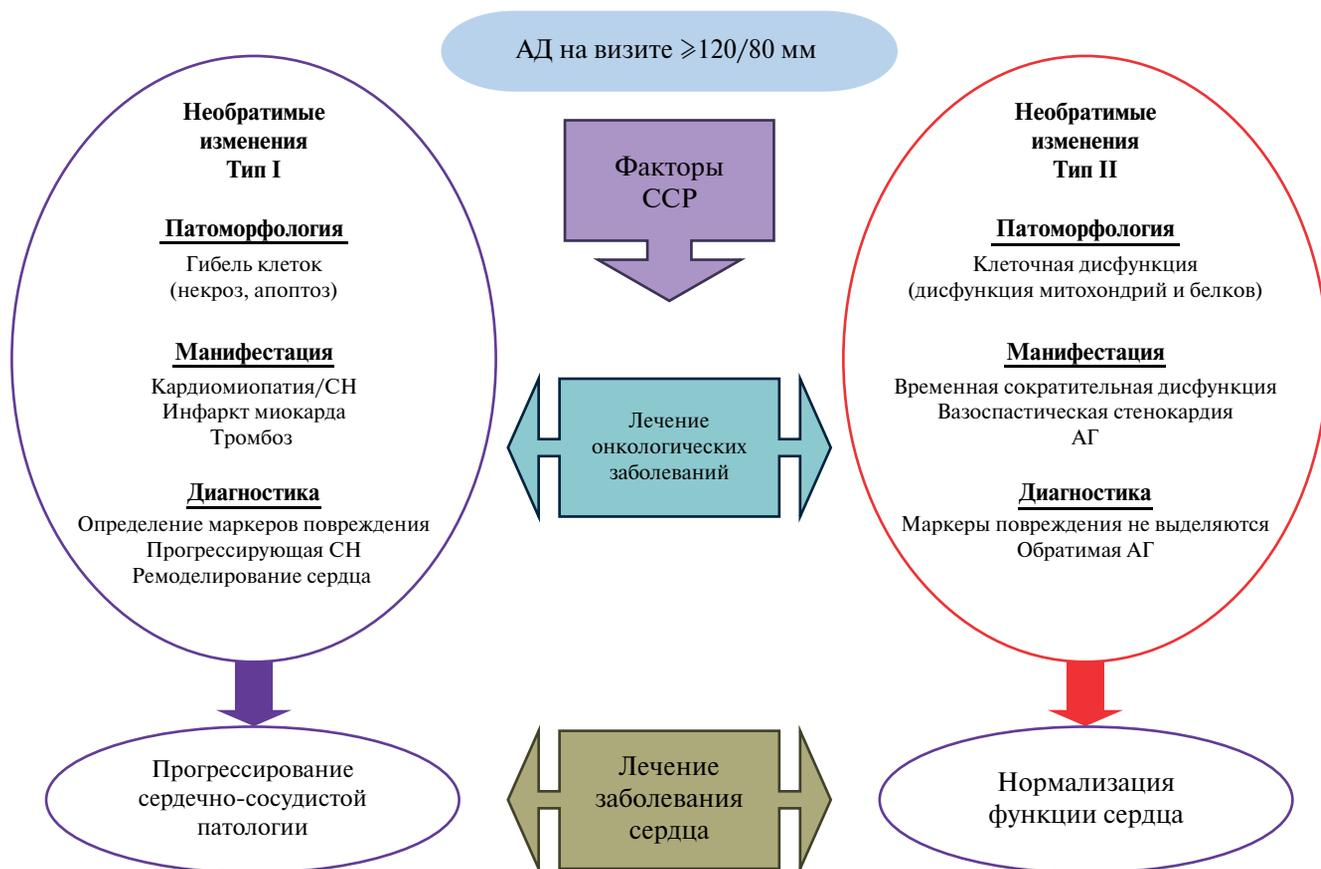 АД на визите ⩾120/80 мм
Необратимые
изменения
Тип I
Патоморфология
Гибель клеток
(некроз, апоптоз)
Манифестация
Кардиомиопатия/СН
Инфаркт миокарда
Тромбоз
Диагностика
Определение маркеров повреждения
Прогрессирующая СН
Ремоделирование сердца
Прогрессирование
сердечно-сосудистой
патологии
Факторы
ССР
Лечение
онкологических
заболеваний
Лечение
заболевания
сердца
Необратимые
изменения
Тип II
Патоморфология
Клеточная дисфункция
(дисфункция митохондрий и белков)
Манифестация
Временная сократительная дисфункция
Вазоспастическая стенокардия
АГ
Диагностика
Маркеры повреждения не выделяются
Обратимая АГ
Нормализация
функции сердца